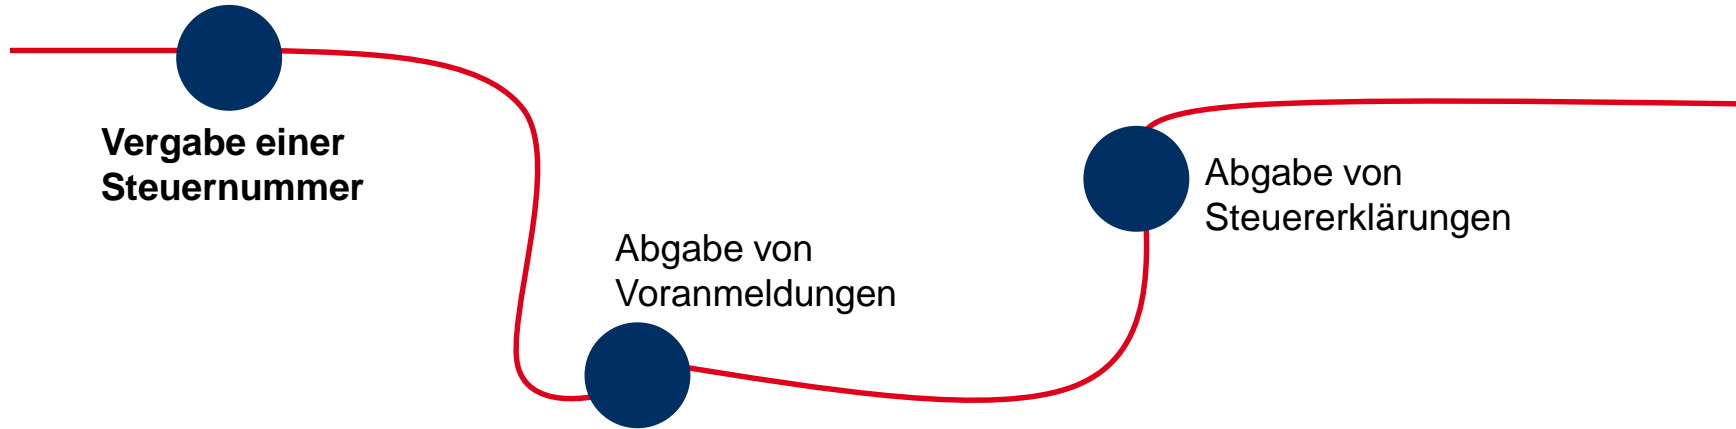 Vergabe einer
Steuernummer
Abgabe von
Voranmeldungen
Abgabe von
Steuererklärungen